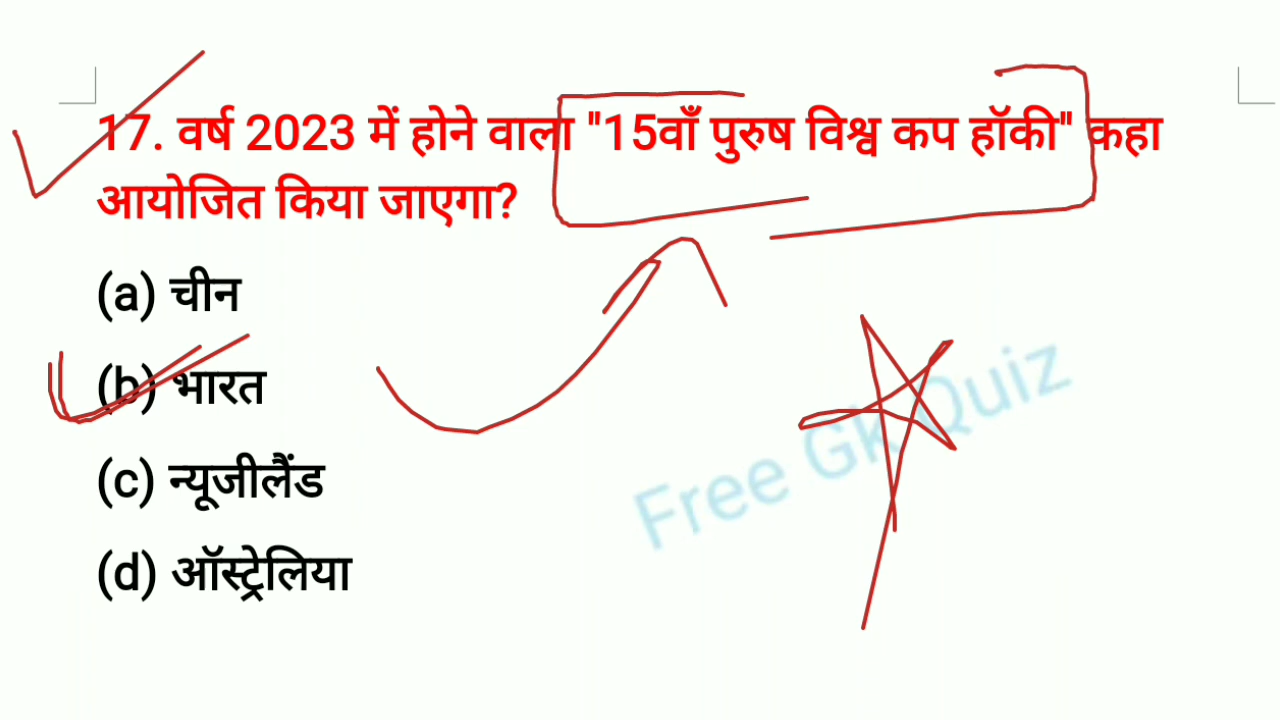 17. वर्ष 2023 में होने वाला "15वाँ पुरुष विश्व कप हॉकी" कहा
आयोजित किया जाएगा?
(a) चीन
(b) भारत
(c) न्यूजीलैंड
(d) ऑस्ट्रेलिया
Free Gk Quiz